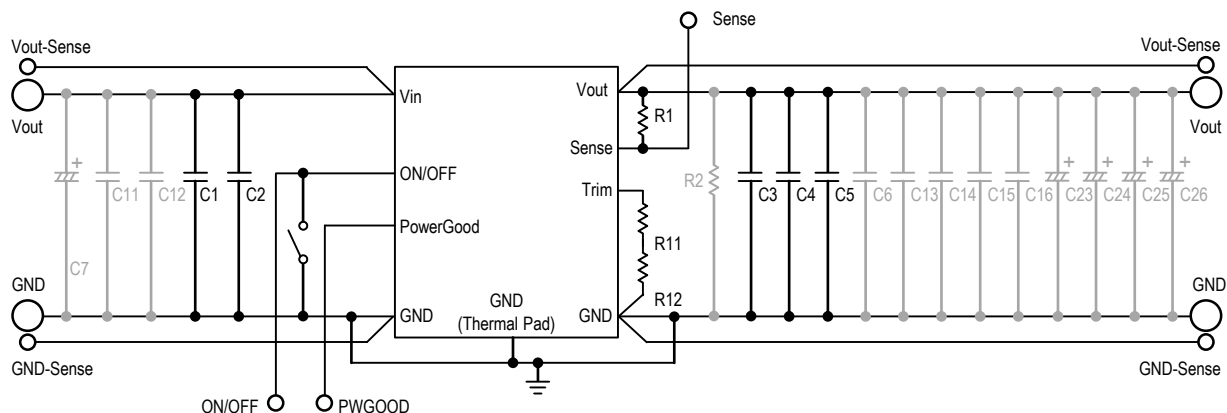 Sense
Vout-Sense
Vout
Vin
ON/OFF
PowerGood
GND
GND
(Thermal Pad)
Vout
Sense
Trim
GND
R1
R11
R12
R2
+
C7
C11
C12
C1
C2
C3
C4
C5
C6
C13
C14
C15
C16
+
C23
+
C24
+
C25
+
C26
Vout-Sense
Vout
GND
GND-Sense
GND
GND-Sense
ON/OFF
PWGOOD